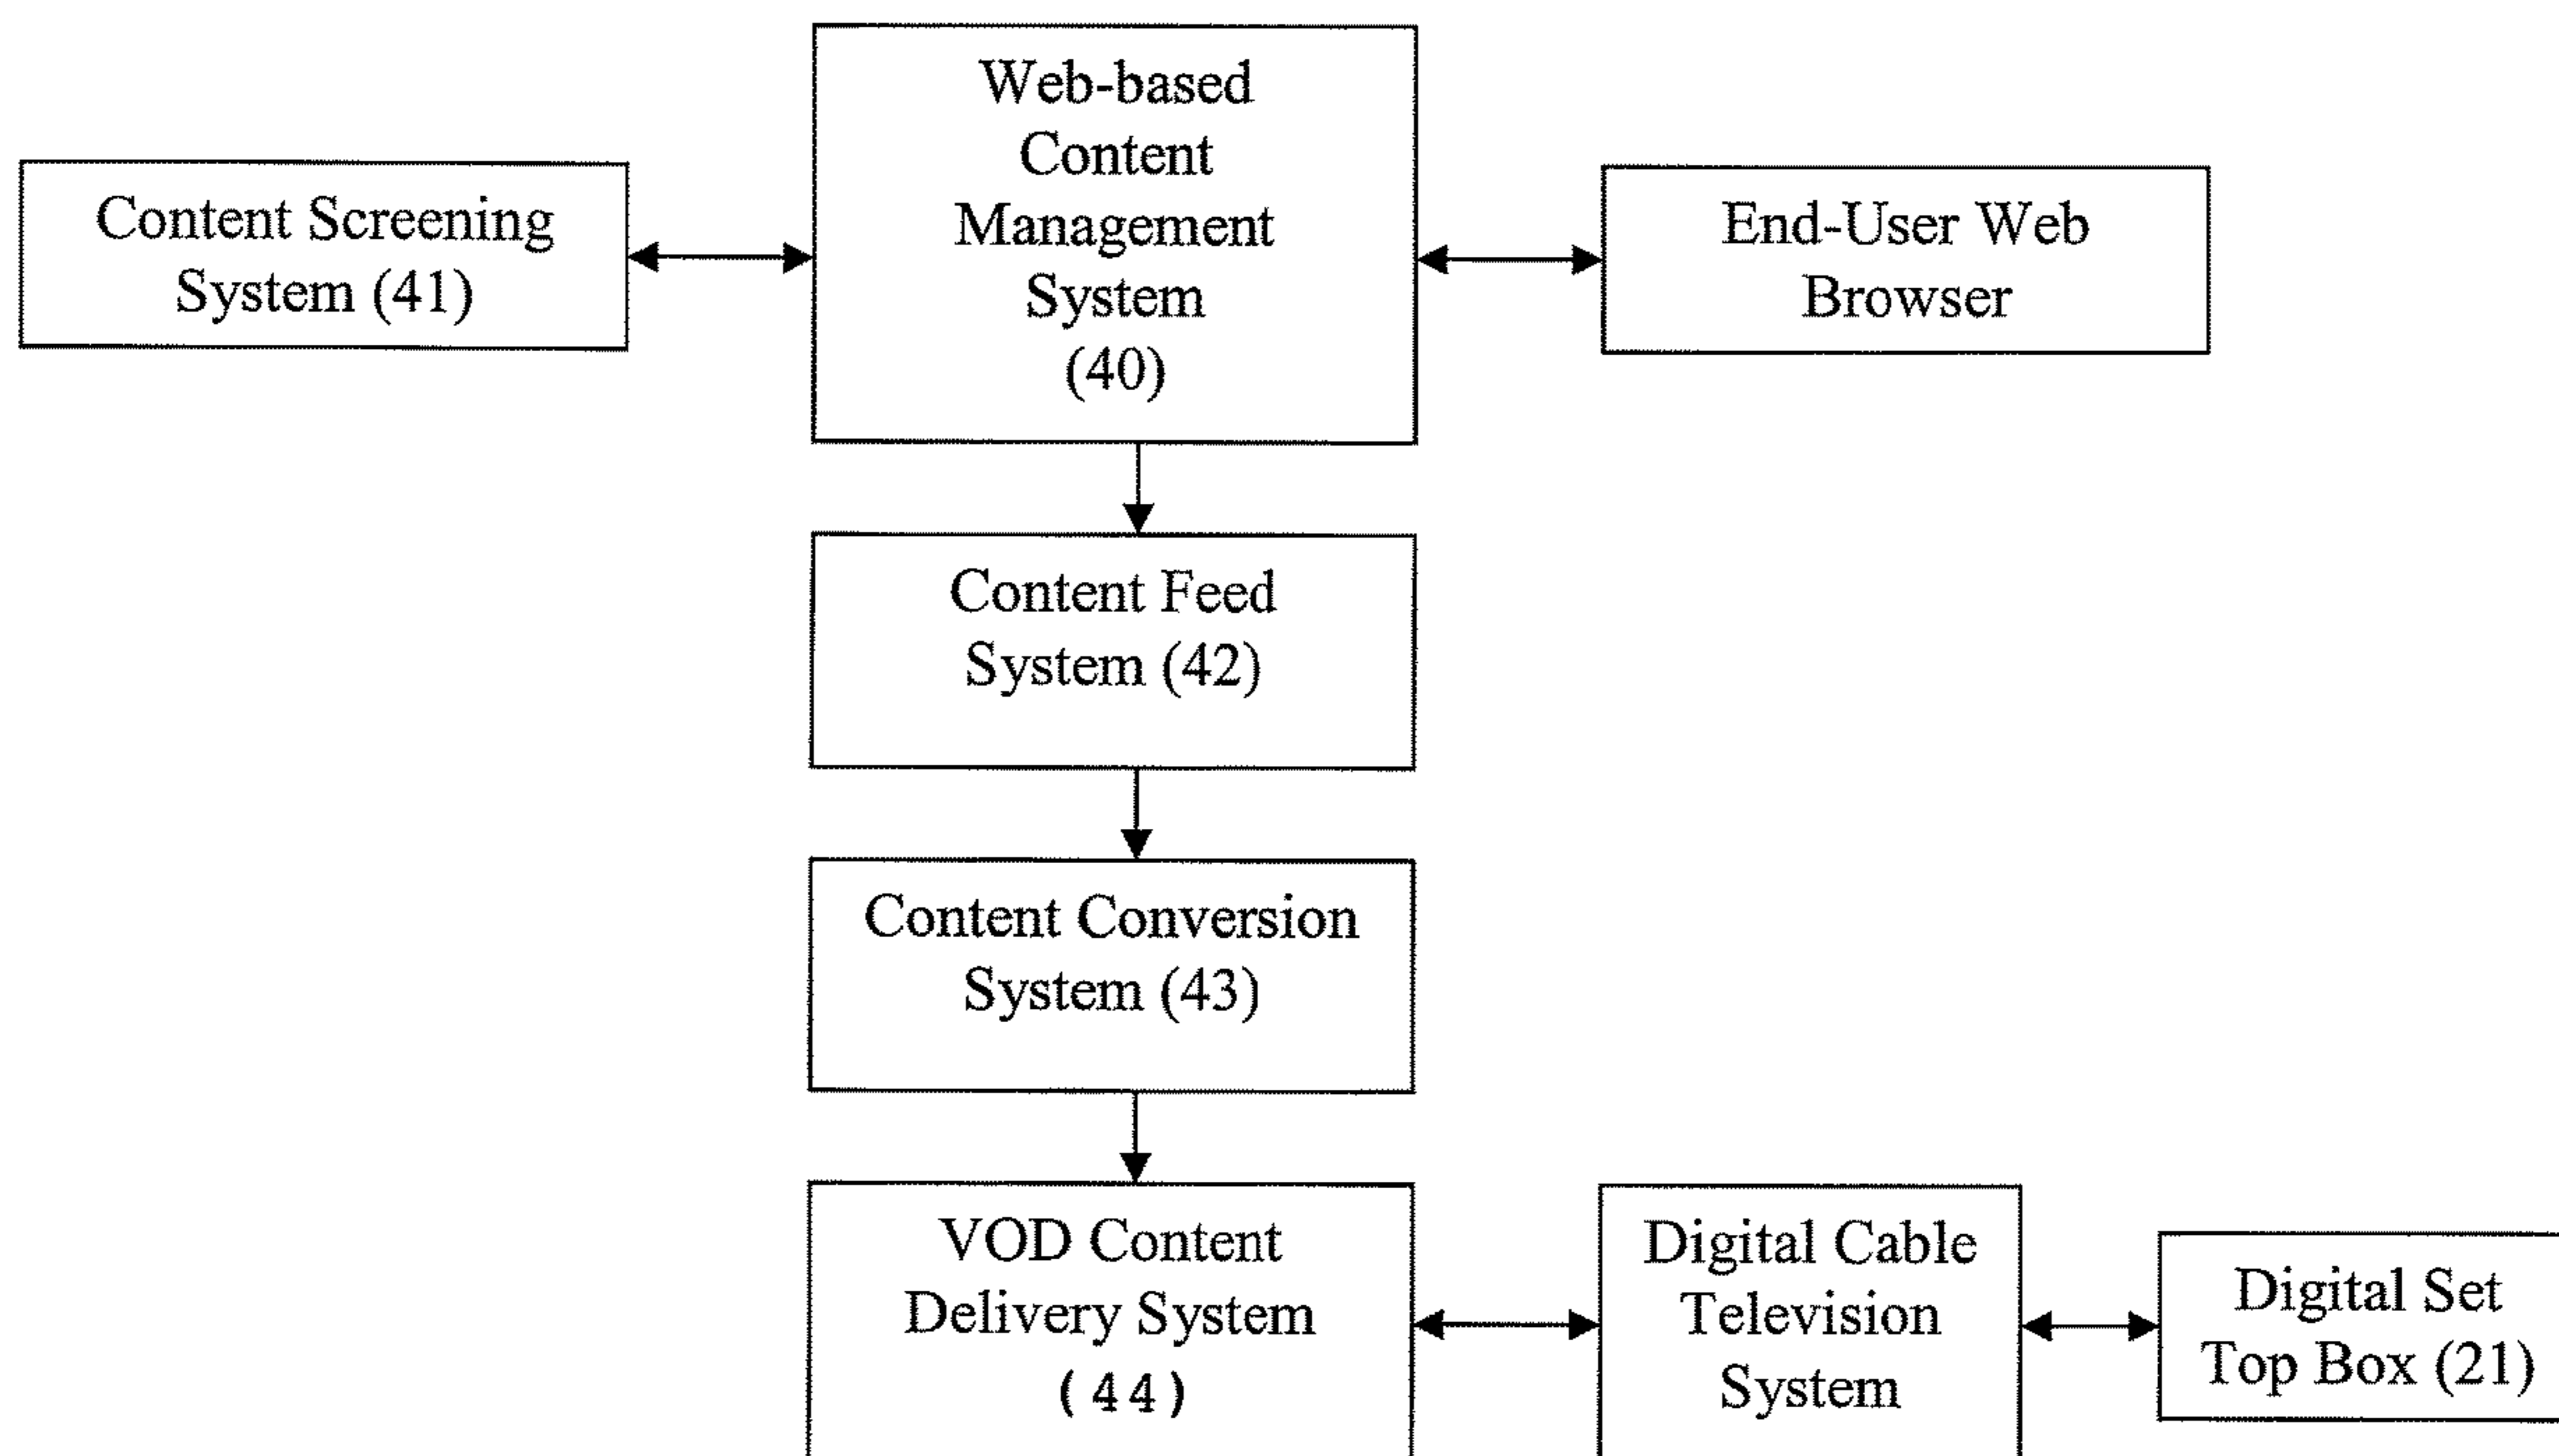 Web-based
Content
Management
System
(40)
Content Screening
System (41)
End-User Web
Browser
Content Feed
System (42)
Content Conversion
System (43)
VOD Content
Delivery System
(44)
Digital Cable
Television
System
Digital Set
Top Box (21)